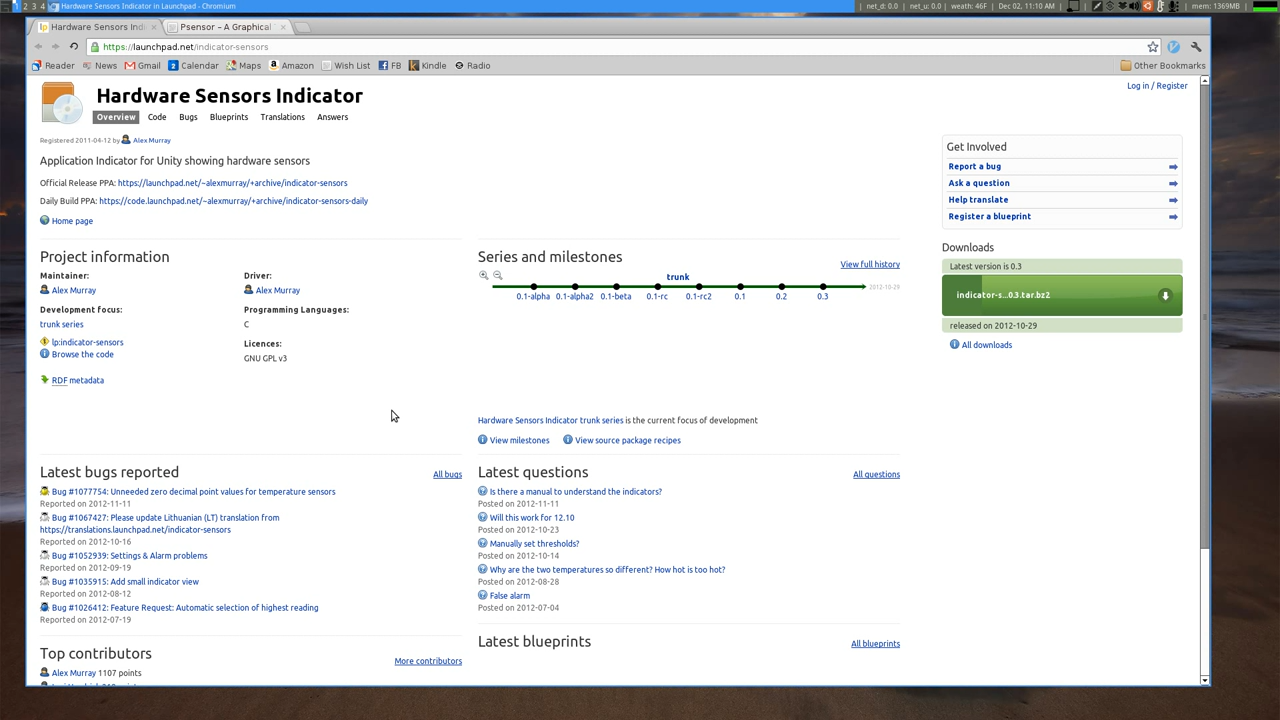 1 2 3 4 Hardware Sensors Indicator in Launchpad - Chromium
net_d: 0.0 | net_u: 0.0 | weath: 46F | Dec 02, 11:10 AM | mem: 1369MB
Hardware Sensors Indi
Psensor – A Graphical
https://launchpad.net/indicator-sensors
Reader News Gmail Calendar Maps Amazon Wish List FB Kindle Radio Other Bookmarks
Log in / Register
Hardware Sensors Indicator
Overview Code Bugs Blueprints Translations Answers
Registered 2011-04-12 by Alex Murray
Application Indicator for Unity showing hardware sensors
Official Release PPA: https://launchpad.net/~alexmurray/+archive/indicator-sensors
Daily Build PPA: https://code.launchpad.net/~alexmurray/+archive/indicator-sensors-daily
Home page
Get Involved
Report a bug
Ask a question
Help translate
Register a blueprint
Downloads
Latest version is 0.3
indicator-s...0.3.tar.bz2
released on 2012-10-29
All downloads
Project information
Maintainer:
Alex Murray
Driver:
Alex Murray
Development focus:
trunk series
Programming Languages:
C
lp:indicator-sensors
Browse the code
Licences:
GNU GPL v3
RDF metadata
Series and milestones
View full history
trunk
2012-10-29
0.1-alpha 0.1-alpha2 0.1-beta 0.1-rc 0.1-rc2 0.1 0.2 0.3
Hardware Sensors Indicator trunk series is the current focus of development
View milestones View source package recipes
Latest bugs reported
All bugs
Bug #1077754: Unneeded zero decimal point values for temperature sensors
Reported on 2012-11-11
Bug #1067427: Please update Lithuanian (LT) translation from
https://translations.launchpad.net/indicator-sensors
Reported on 2012-10-16
Bug #1052939: Settings & Alarm problems
Reported on 2012-09-19
Bug #1035915: Add small indicator view
Reported on 2012-08-12
Bug #1026412: Feature Request: Automatic selection of highest reading
Reported on 2012-07-19
Latest questions
All questions
Is there a manual to understand the indicators?
Posted on 2012-11-11
Will this work for 12.10
Posted on 2012-10-23
Manually set thresholds?
Posted on 2012-10-14
Why are the two temperatures so different? How hot is too hot?
Posted on 2012-08-28
False alarm
Posted on 2012-07-04
Latest blueprints
All blueprints
Top contributors
More contributors
Alex Murray 1107 points